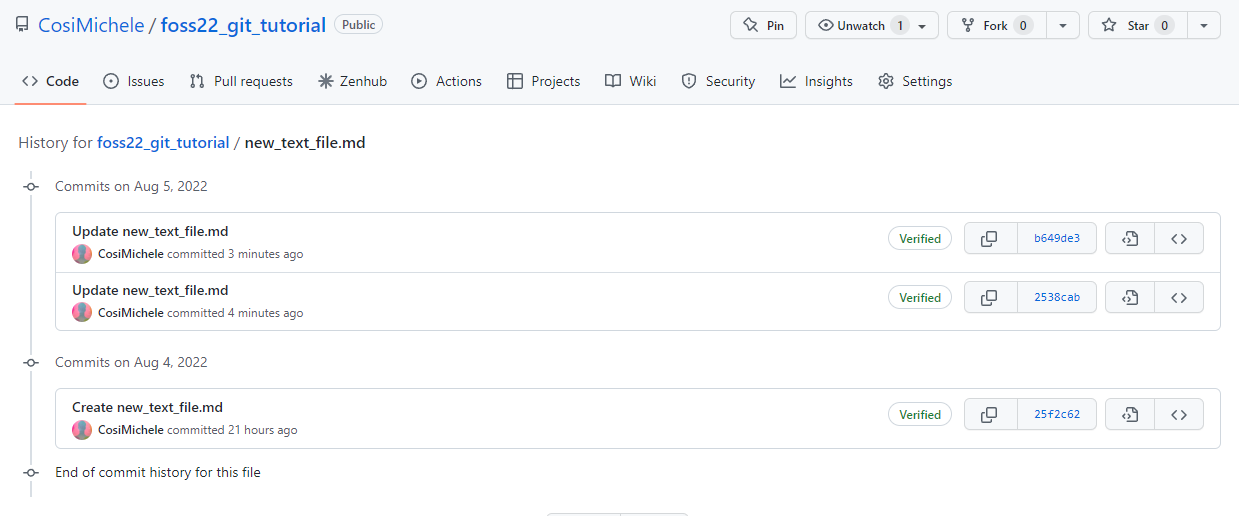 CosiMichele / foss22_git_tutorial Public Pin Unwatch 1 Fork 0 Star 0
Code Issues Pull requests Zenhub Actions Projects Wiki Security Insights Settings
History for foss22_git_tutorial / new_text_file.md
Commits on Aug 5, 2022
Update new_text_file.md
CosiMichele committed 3 minutes ago
Verified b649de3
Update new_text_file.md
CosiMichele committed 4 minutes ago
Verified 2538cab
Commits on Aug 4, 2022
Create new_text_file.md
CosiMichele committed 21 hours ago
Verified 25f2c62
End of commit history for this file